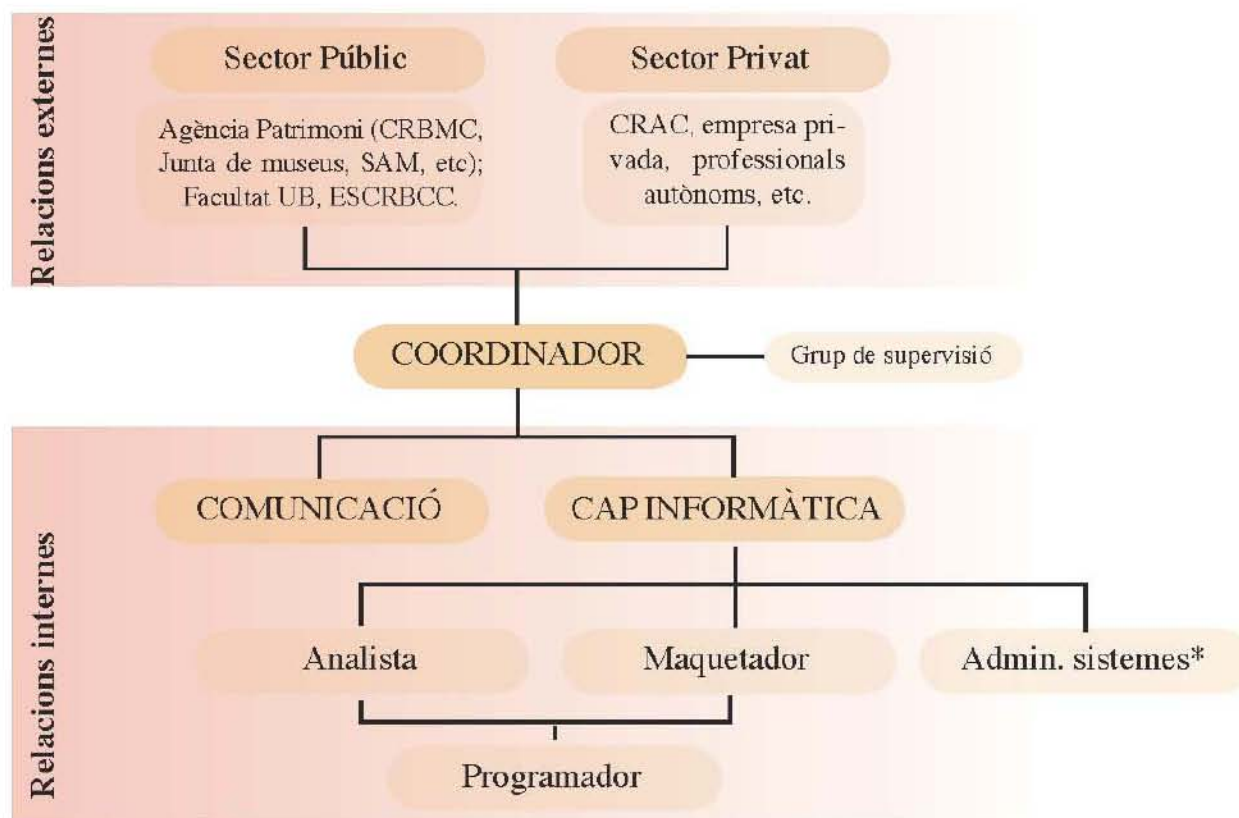 Relacions externes
Sector Públic
Sector Privat
Agència Patrimoni (CRBMC,
Junta de museus, SAM, etc);
Facultat UB, ESCRBCC.
CRAC, empresa pri-
vada, professionals
autònoms, etc.
COORDINADOR
Grup de supervisió
Relacions internes
COMUNICACIÓ
CAP INFORMÀTICA
Analista
Maquetador
Admin. sistemes*
Programador